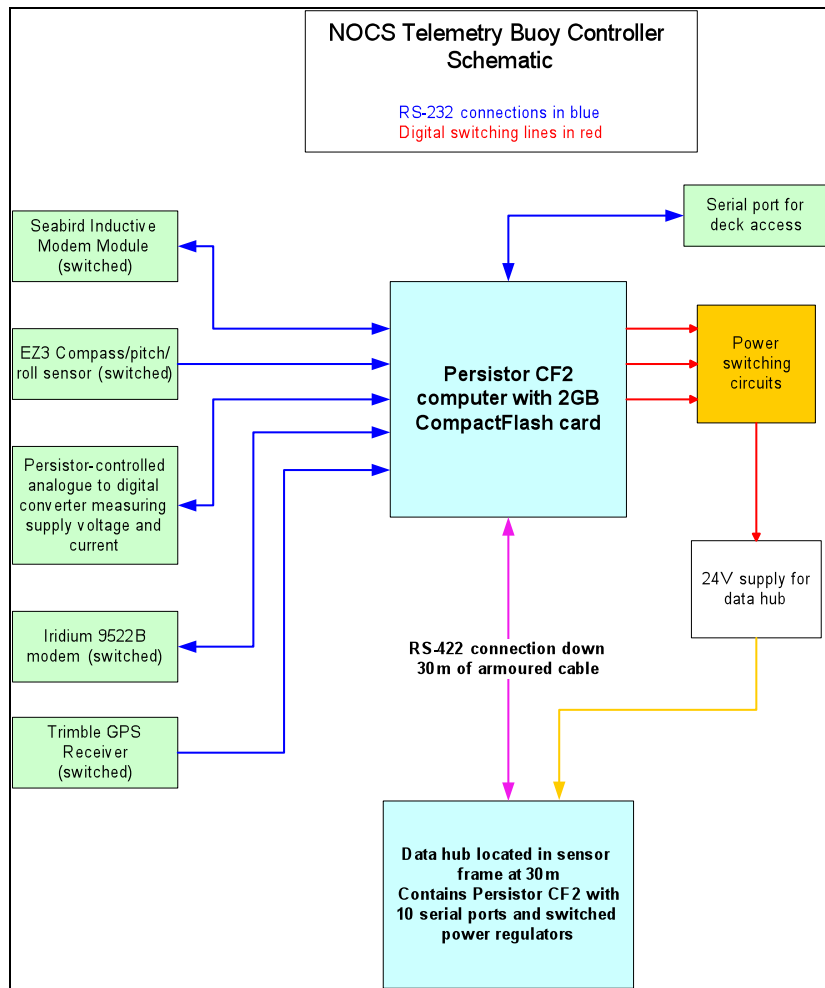 NOCS Telemetry Buoy Controller
Schematic
RS-232 connections in blue
Digital switching lines in red
Seabird Inductive
Modem Module
(switched)
Serial port for
deck access
EZ3 Compass/pitch/
roll sensor (switched)
Persistor CF2
computer with 2GB
CompactFlash card
Power
switching
circuits
Persistor-controlled
analogue to digital
converter measuring
supply voltage and
current
24V supply for
data hub
Iridium 9522B
modem (switched)
RS-422 connection down
30m of armoured cable
Trimble GPS
Receiver
(switched)
Data hub located in sensor
frame at 30m
Contains Persistor CF2 with
10 serial ports and switched
power regulators